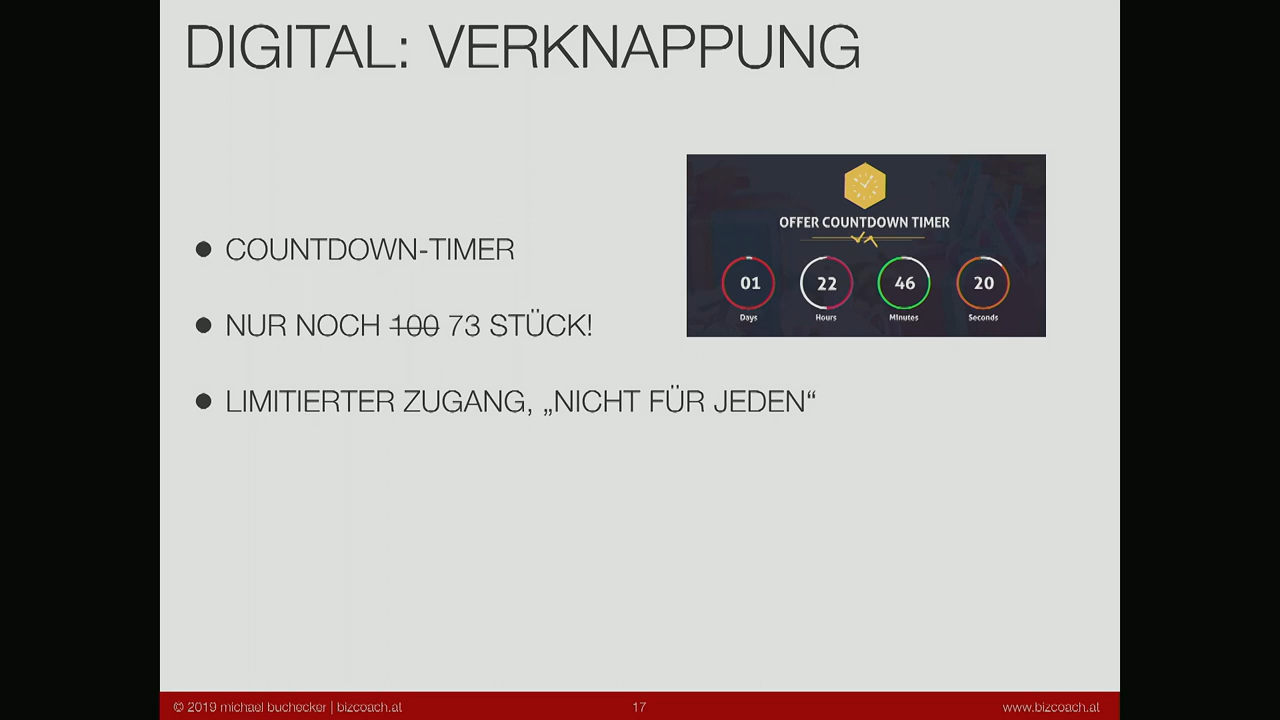 DIGITAL: VERKNAPPUNG
OFFER COUNTDOWN TIMER
01 22 46 20
Days Hours Minutes Seconds
● COUNTDOWN-TIMER
● NUR NOCH 100 73 STÜCK!
● LIMITIERTER ZUGANG, „NICHT FÜR JEDEN“
© 2019 michael buchecker | bizcoach.at 17 www.bizcoach.at